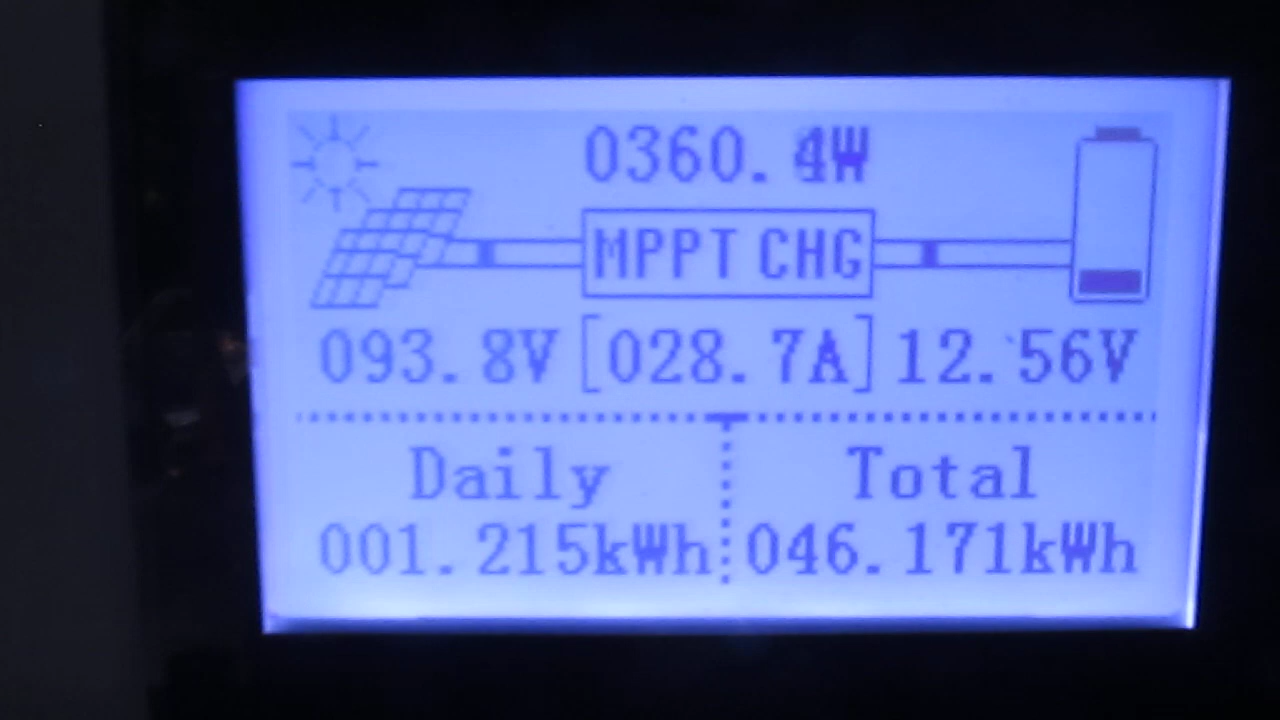 0360.4W
MPPT CHG
093.8V [028.7A] 12.56V
Daily Total
001.215kWh 046.171kWh